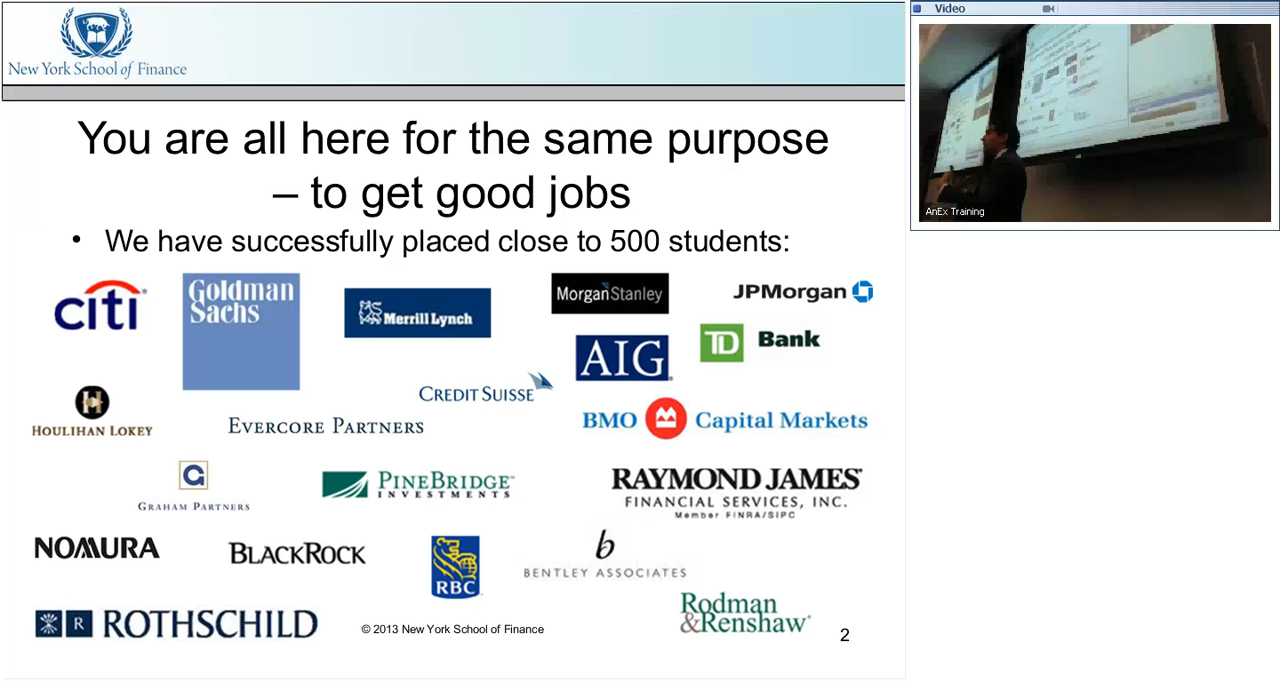 New York School of Finance
Video
You are all here for the same purpose
– to get good jobs
• We have successfully placed close to 500 students:
citi
Goldman
Sachs
Merrill Lynch
MorganStanley
JPMorgan
AIG
TD Bank
HOULIHAN LOKEY
EVERCORE PARTNERS
CREDIT SUISSE
BMO Capital Markets
G
GRAHAM PARTNERS
PINEBRIDGE
INVESTMENTS
RAYMOND JAMES®
FINANCIAL SERVICES, INC.
Member FINRA/SIPC
NOMURA
BLACKROCK
RBC
b
BENTLEY ASSOCIATES
R ROTHSCHILD
Rodman
&Renshaw®
© 2013 New York School of Finance
2
AnEx Training